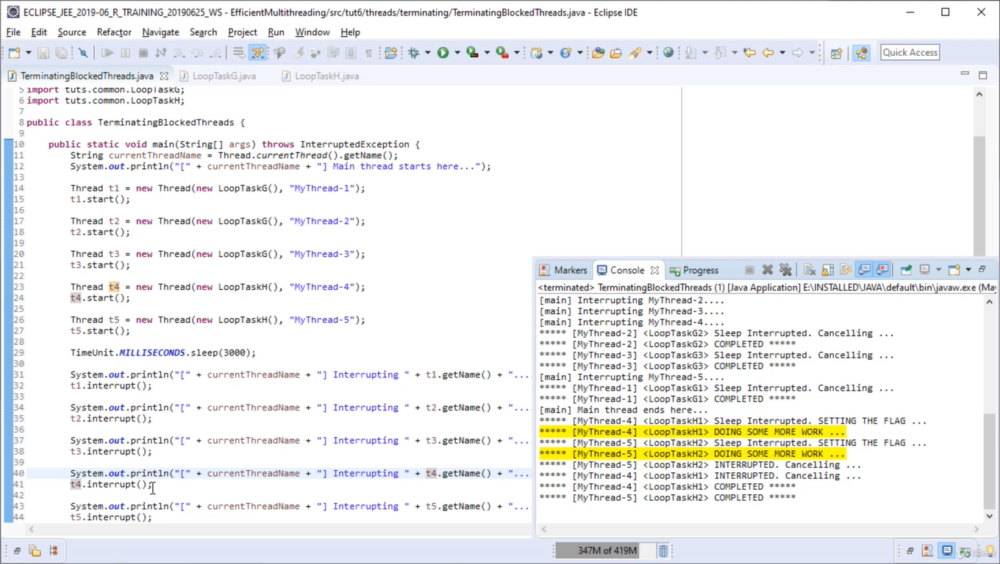 ECLIPSE_JEE_2019-06_R_TRAINING_20190625_WS - EfficientMultithreading/src/tut6/threads/terminating/TerminatingBlockedThreads.java - Eclipse IDE
File Edit Source Refactor Navigate Search Project Run Window Help
Quick Access
TerminatingBlockedThreads.java LoopTaskG.java LoopTaskH.java
5 import tuts.common.LoopTaskG;
6 import tuts.common.LoopTaskH;
7
8 public class TerminatingBlockedThreads {
9
10 public static void main(String[] args) throws InterruptedException {
11 String currentThreadName = Thread.currentThread().getName();
12 System.out.println("[" + currentThreadName + "] Main thread starts here...");
13
14 Thread t1 = new Thread(new LoopTaskG(), "MyThread-1");
15 t1.start();
16
17 Thread t2 = new Thread(new LoopTaskG(), "MyThread-2");
18 t2.start();
19
20 Thread t3 = new Thread(new LoopTaskG(), "MyThread-3");
21 t3.start();
22
23 Thread t4 = new Thread(new LoopTaskH(), "MyThread-4");
24 t4.start();
25
26 Thread t5 = new Thread(new LoopTaskH(), "MyThread-5");
27 t5.start();
28
29 TimeUnit.MILLISECONDS.sleep(3000);
30
31 System.out.println("[" + currentThreadName + "] Interrupting " + t1.getName() + "....
32 t1.interrupt();
33
34 System.out.println("[" + currentThreadName + "] Interrupting " + t2.getName() + "....
35 t2.interrupt();
36
37 System.out.println("[" + currentThreadName + "] Interrupting " + t3.getName() + "....
38 t3.interrupt();
39
40 System.out.println("[" + currentThreadName + "] Interrupting " + t4.getName() + "....
41 t4.interrupt();
42
43 System.out.println("[" + currentThreadName + "] Interrupting " + t5.getName() + "....
44 t5.interrupt();
Markers Console Progress
<terminated> TerminatingBlockedThreads (1) [Java Application] E:\INSTALLED\JAVA\default\bin\javaw.exe (Ma
[main] Interrupting MyThread-2....
[main] Interrupting MyThread-3....
[main] Interrupting MyThread-4....
***** [MyThread-2] <LoopTaskG2> Sleep Interrupted. Cancelling ...
***** [MyThread-2] <LoopTaskG2> COMPLETED *****
***** [MyThread-3] <LoopTaskG3> Sleep Interrupted. Cancelling ...
***** [MyThread-3] <LoopTaskG3> COMPLETED *****
[main] Interrupting MyThread-5....
***** [MyThread-1] <LoopTaskG1> Sleep Interrupted. Cancelling ...
***** [MyThread-1] <LoopTaskG1> COMPLETED *****
[main] Main thread ends here...
***** [MyThread-4] <LoopTaskH1> Sleep Interrupted. SETTING THE FLAG ...
***** [MyThread-4] <LoopTaskH1> DOING SOME MORE WORK ...
***** [MyThread-5] <LoopTaskH2> Sleep Interrupted. SETTING THE FLAG ...
***** [MyThread-5] <LoopTaskH2> DOING SOME MORE WORK ...
***** [MyThread-5] <LoopTaskH2> INTERRUPTED. Cancelling ...
***** [MyThread-4] <LoopTaskH1> INTERRUPTED. Cancelling ...
***** [MyThread-4] <LoopTaskH1> COMPLETED *****
***** [MyThread-5] <LoopTaskH2> COMPLETED *****
347M of 419M